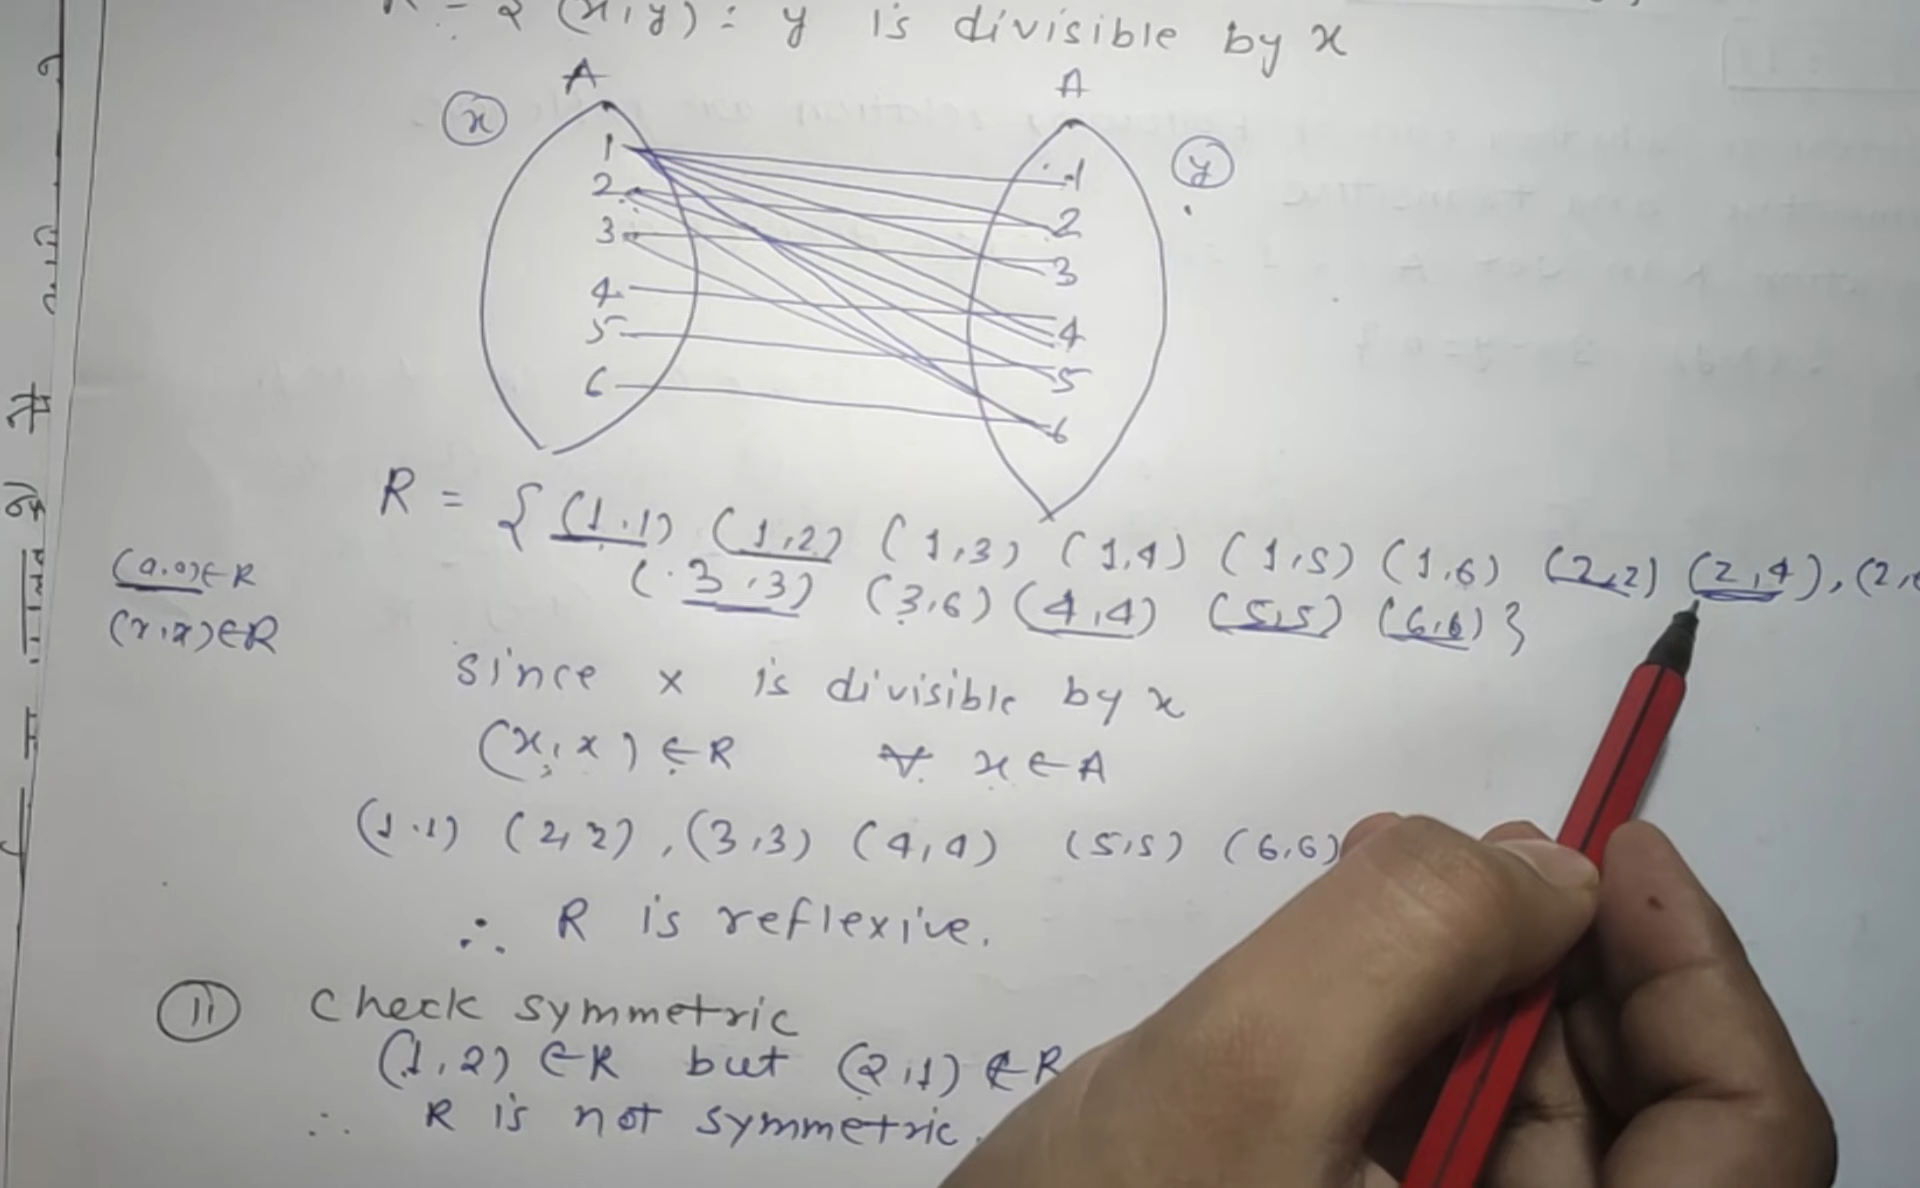 R = { (x,y) : y is divisible by x
A A
x
1 1
y
2 2
3 3
4 4
5 5
6 6
R = { (1,1) (1,2) (1,3) (1,4) (1,5) (1,6) (2,2) (2,4), (2,
(3,3) (3,6) (4,4) (5,5) (6,6) }
(a,a)∈R
(x,x)∈R
since x is divisible by x
(x,x) ∈ R ∀ x ∈ A
(1,1) (2,2), (3,3) (4,4) (5,5) (6,6)
∴ R is reflexive.
(ii) check symmetric
(1,2) ∈ R but (2,1) ∉ R
∴ R is not symmetric.